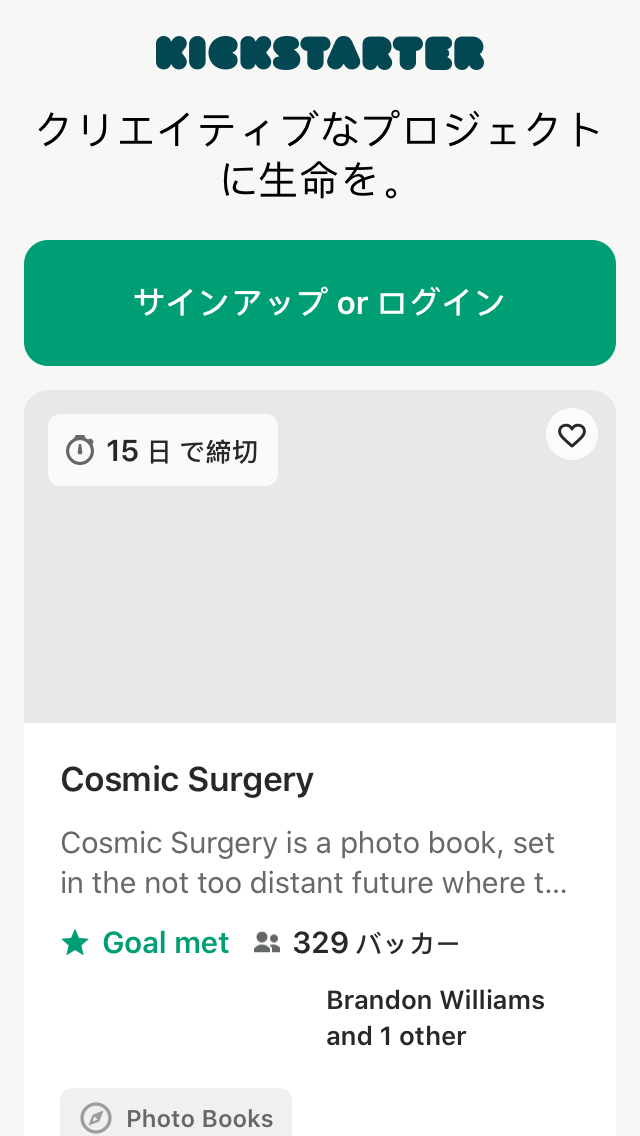 KICKSTARTER
クリエイティブなプロジェクト
に生命を。
サインアップ or ログイン
15 日 で締切
Cosmic Surgery
Cosmic Surgery is a photo book, set
in the not too distant future where t...
Goal met 329 バッカー
Brandon Williams
and 1 other
Photo Books